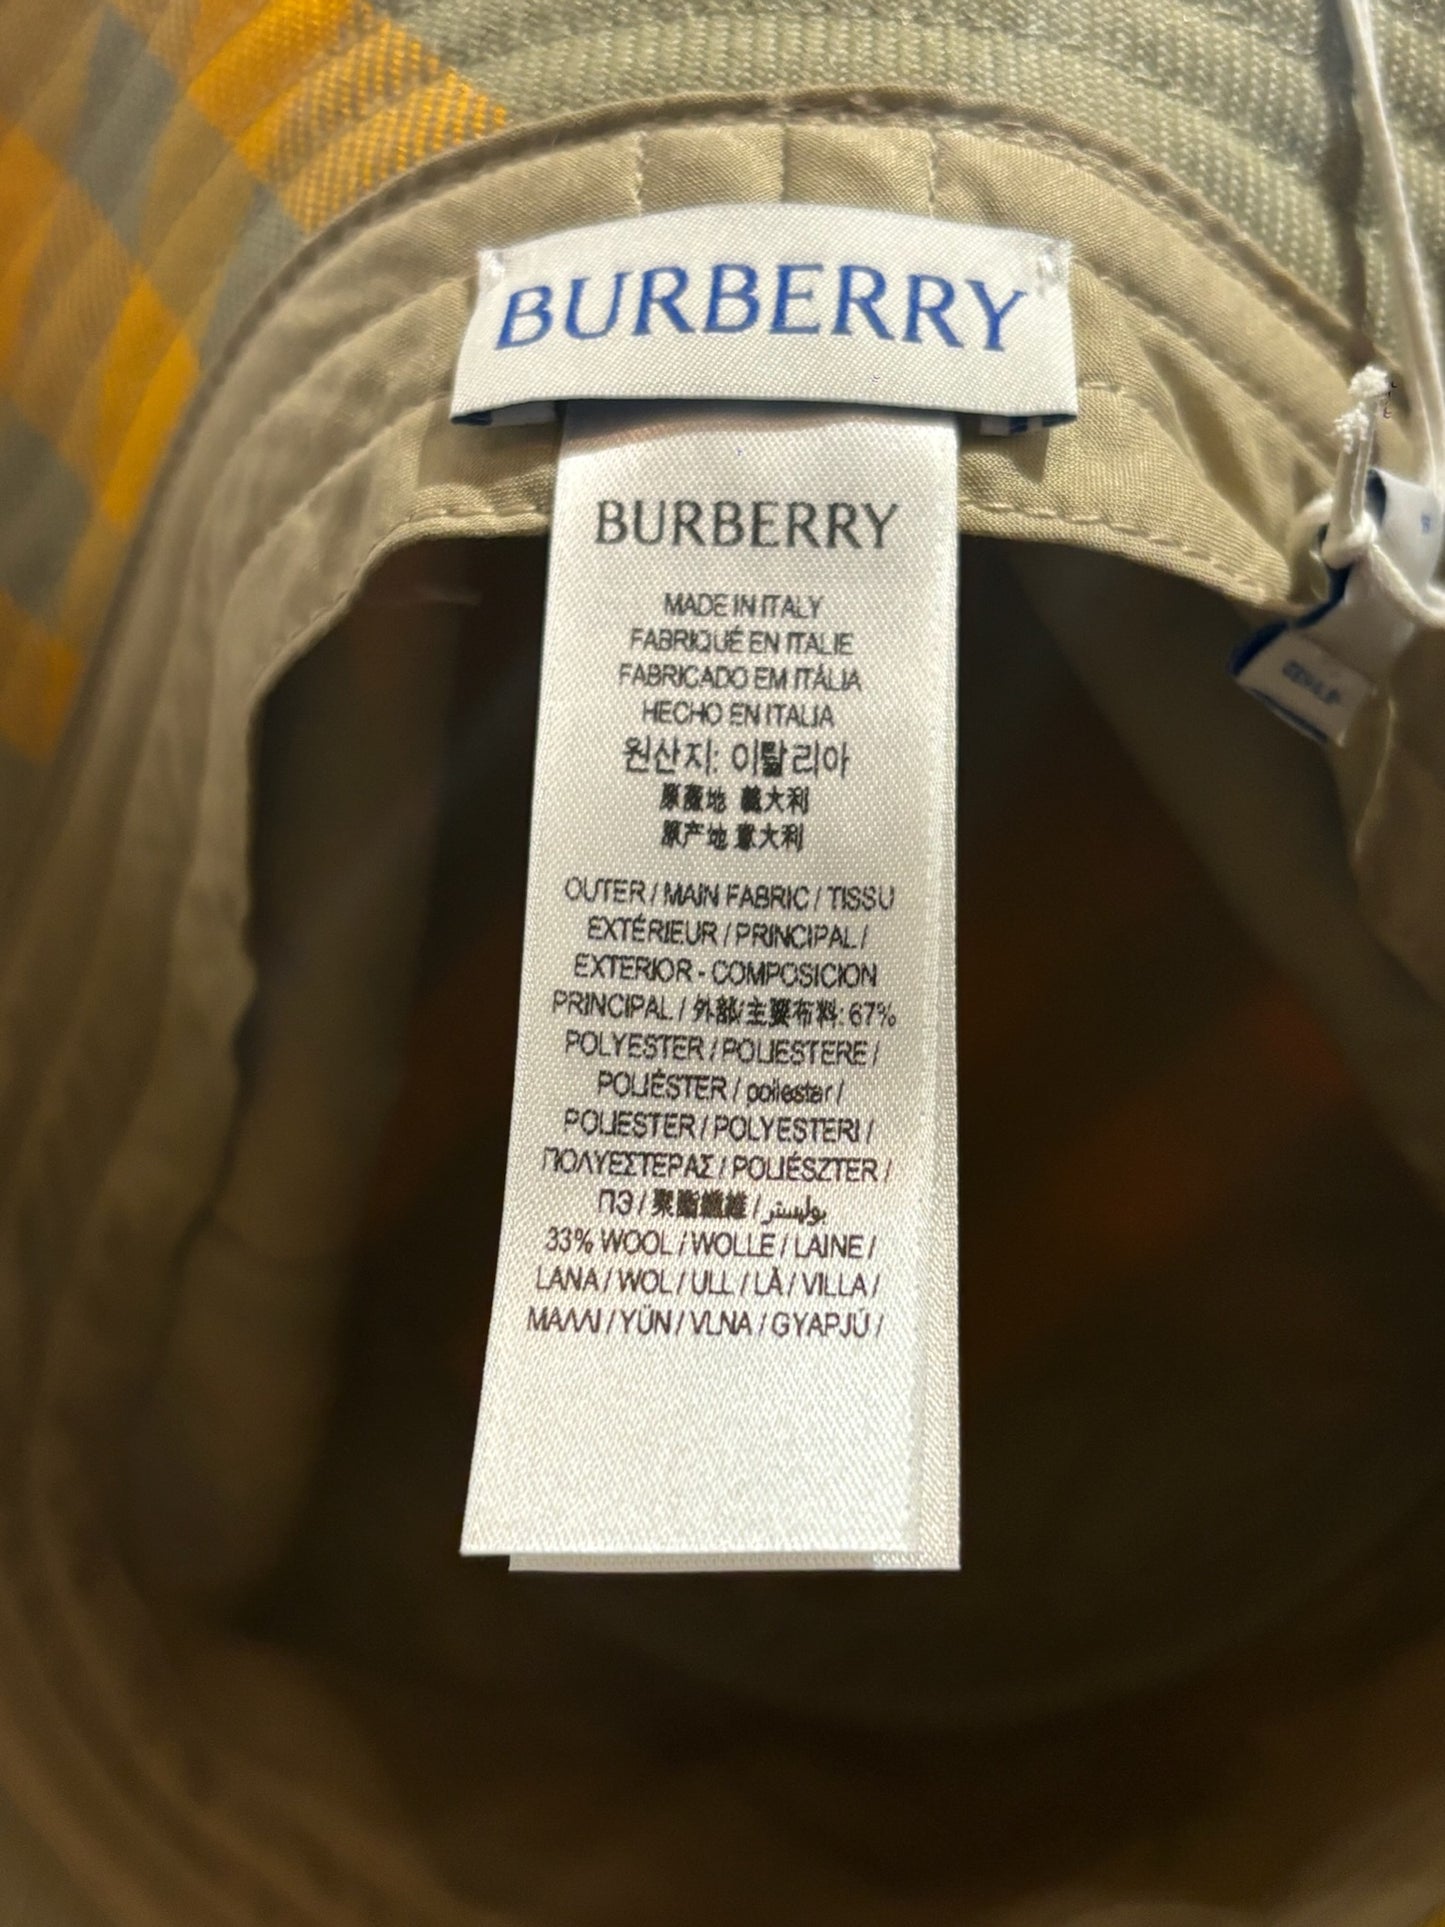 BURBERRY
BURBERRY
MADE IN ITALY
FABRIQUÉ EN ITALIE
FABRICADO EM ITÁLIA
HECHO EN ITALIA
원산지: 이탈리아
原產地 義大利
原产地 意大利
OUTER / MAIN FABRIC / TISSU
EXTÉRIEUR / PRINCIPAL /
EXTERIOR - COMPOSICION
PRINCIPAL / 外部/主要布料: 67%
POLYESTER / POLIESTERE /
POLIÉSTER / poliestar /
POLIESTER / POLYESTERI /
ΠΟΛΥΕΣΤΕΡΑΣ / POLIÉSZTER /
ПЭ / 聚酯纖維 / بوليستر
33% WOOL / WOLLE / LAINE /
LANA / WOL / ULL / LÃ / VILLA /
ΜΑΛΛΙ / YÜN / VLNA / GYAPJÚ /